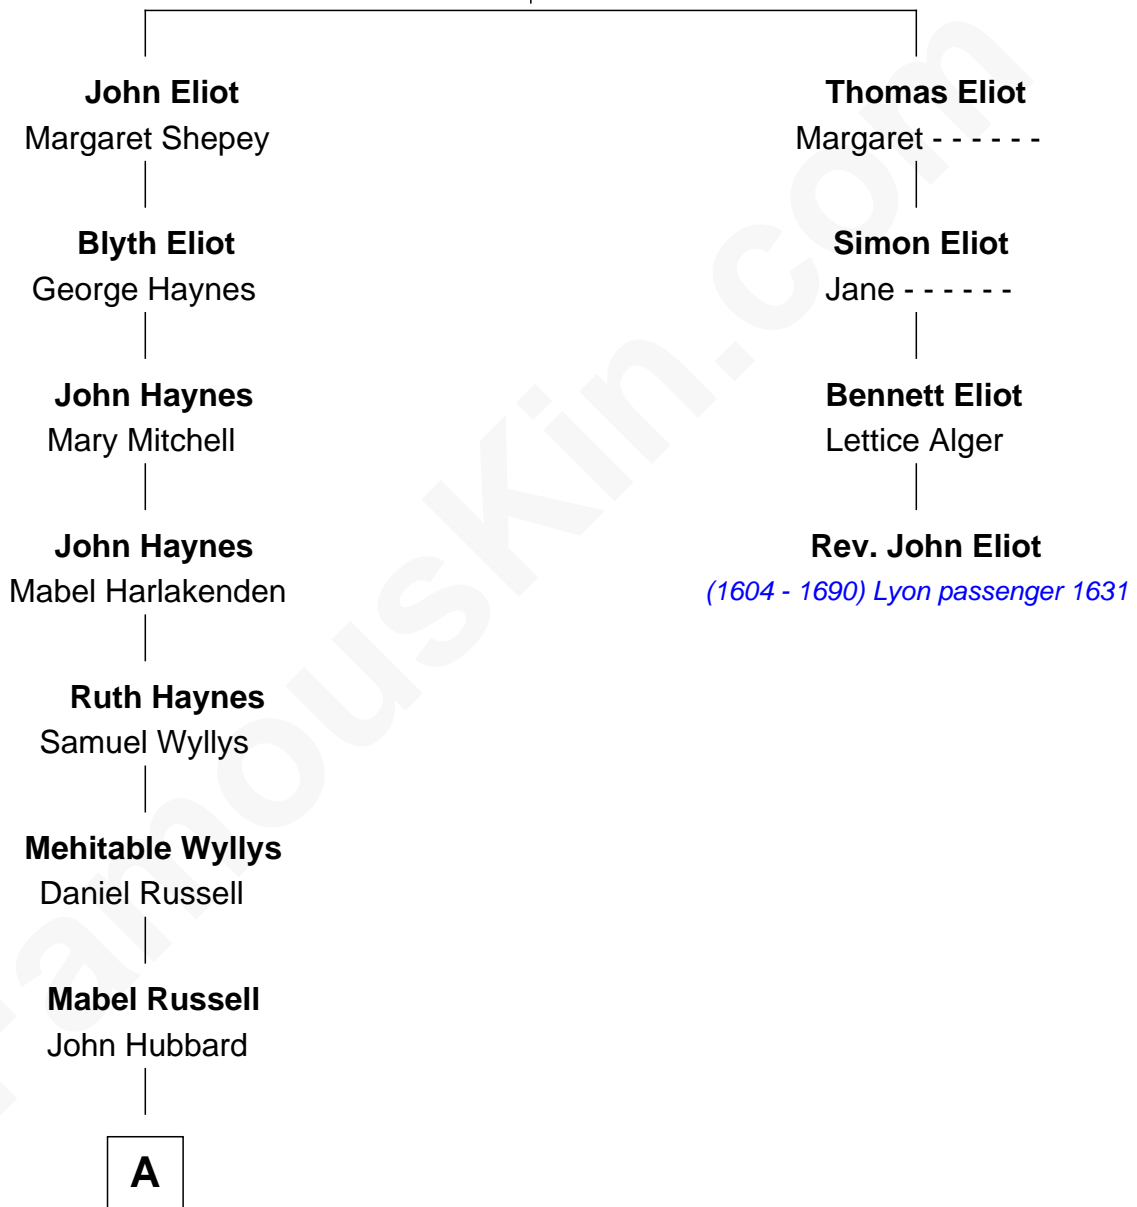 John Eliot
Margaret Shepey
Blyth Eliot
George Haynes
John Haynes
Mary Mitchell
John Haynes
Mabel Harlakenden
Ruth Haynes
Samuel Wyllys
Mehitable Wyllys
Daniel Russell
Mabel Russell
John Hubbard
A
Thomas Eliot
Margaret - - - - - -
Simon Eliot
Jane - - - - - -
Bennett Eliot
Lettice Alger
Rev. John Eliot
(1604 - 1690) Lyon passenger 1631
FamousKin.com